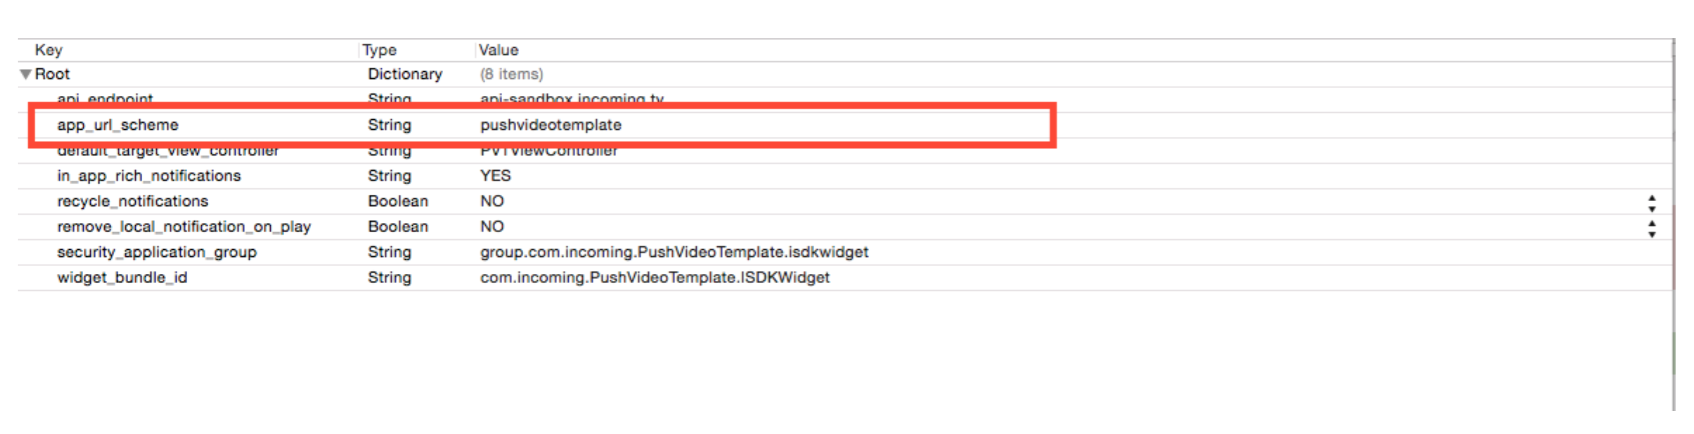 Key Type Value
Root Dictionary (8 items)
api_endpoint String api-sandbox.incoming.tv
app_url_scheme String pushvideotemplate
default_target_view_controller String PVTViewController
in_app_rich_notifications String YES
recycle_notifications Boolean NO
remove_local_notification_on_play Boolean NO
security_application_group String group.com.incoming.PushVideoTemplate.isdkwidget
widget_bundle_id String com.incoming.PushVideoTemplate.ISDKWidget